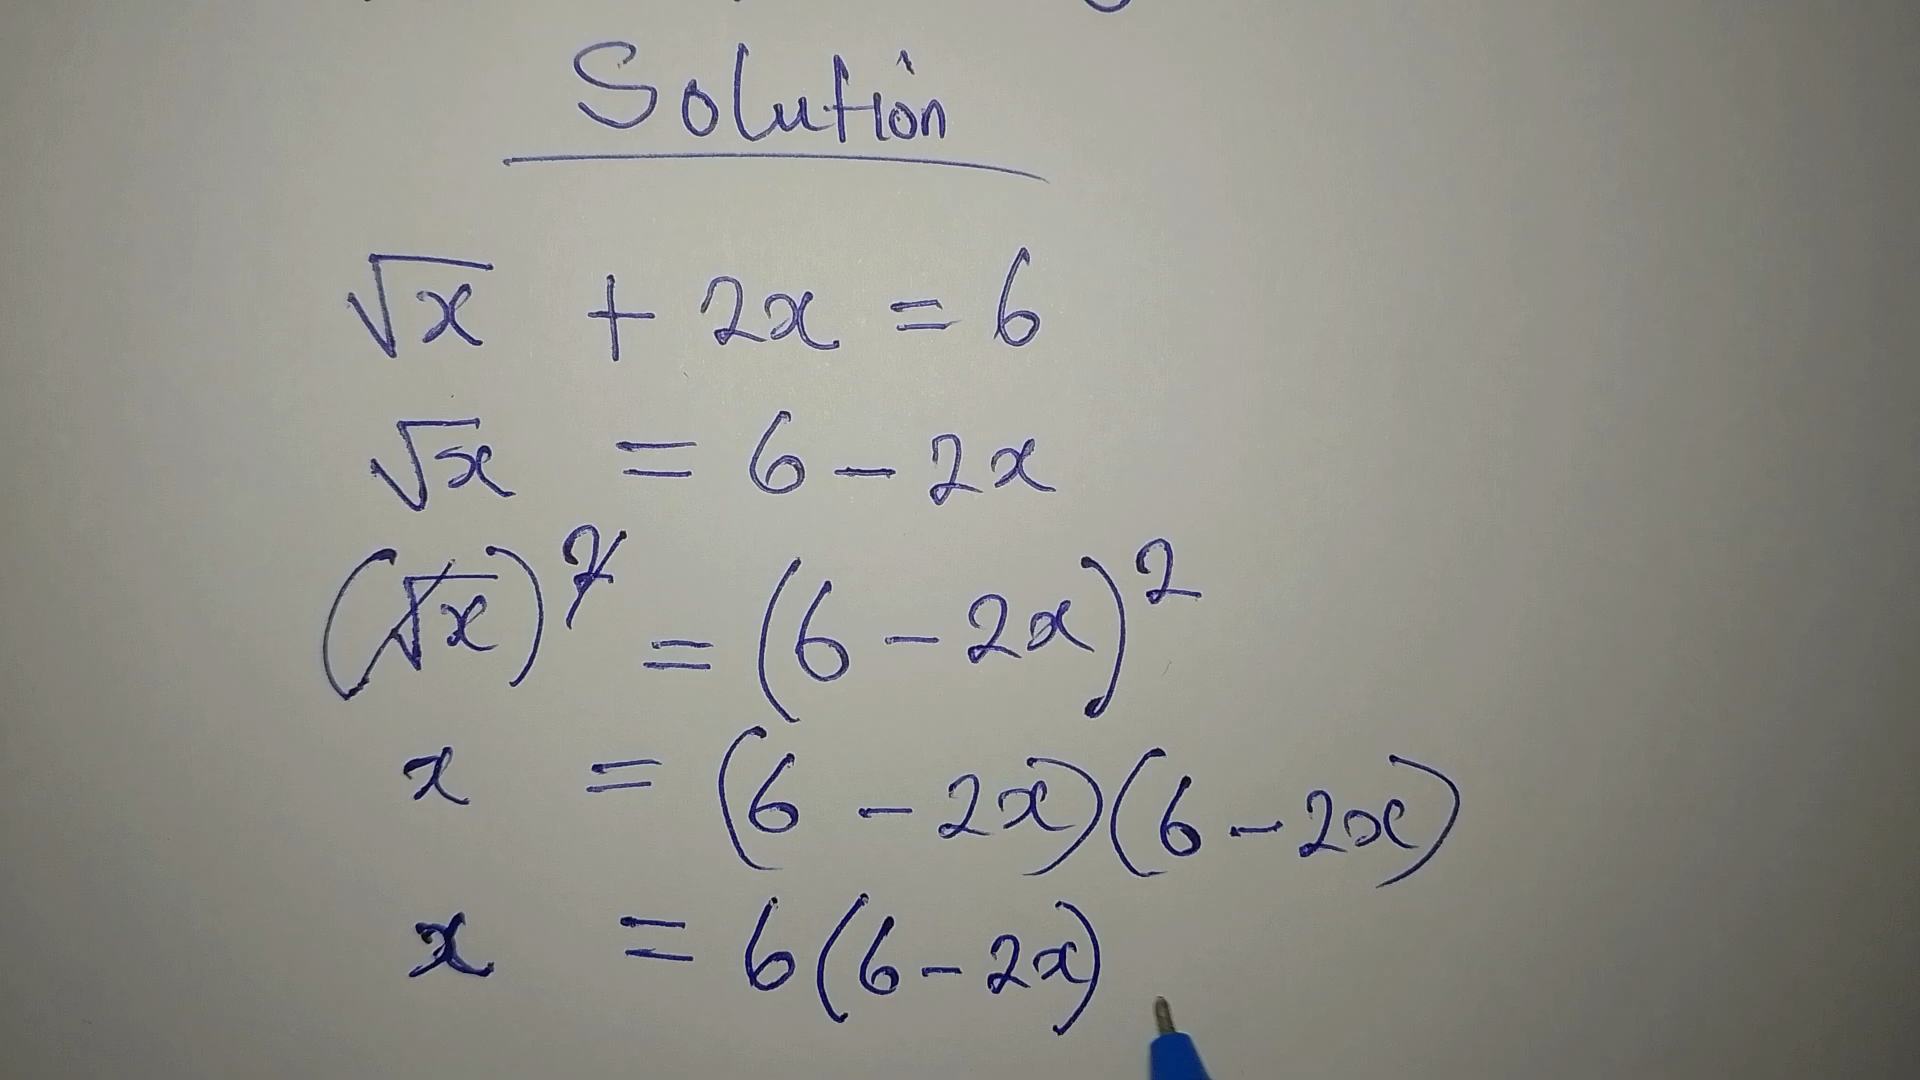 Solution
√x + 2x = 6
√x = 6 - 2x
(√x)² = (6 - 2x)²
x = (6 - 2x)(6 - 2x)
x = 6(6 - 2x)